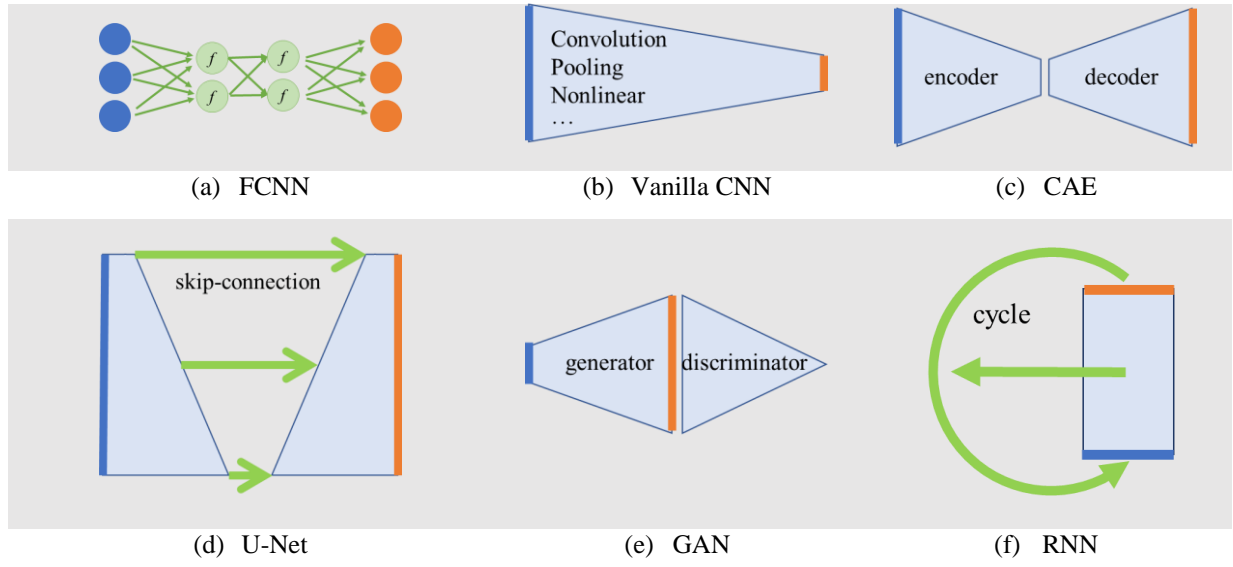 f
f
f
f
Convolution
Pooling
Nonlinear
…
encoder
decoder
(a) FCNN
(b) Vanilla CNN
(c) CAE
skip-connection
generator
discriminator
cycle
(d) U-Net
(e) GAN
(f) RNN